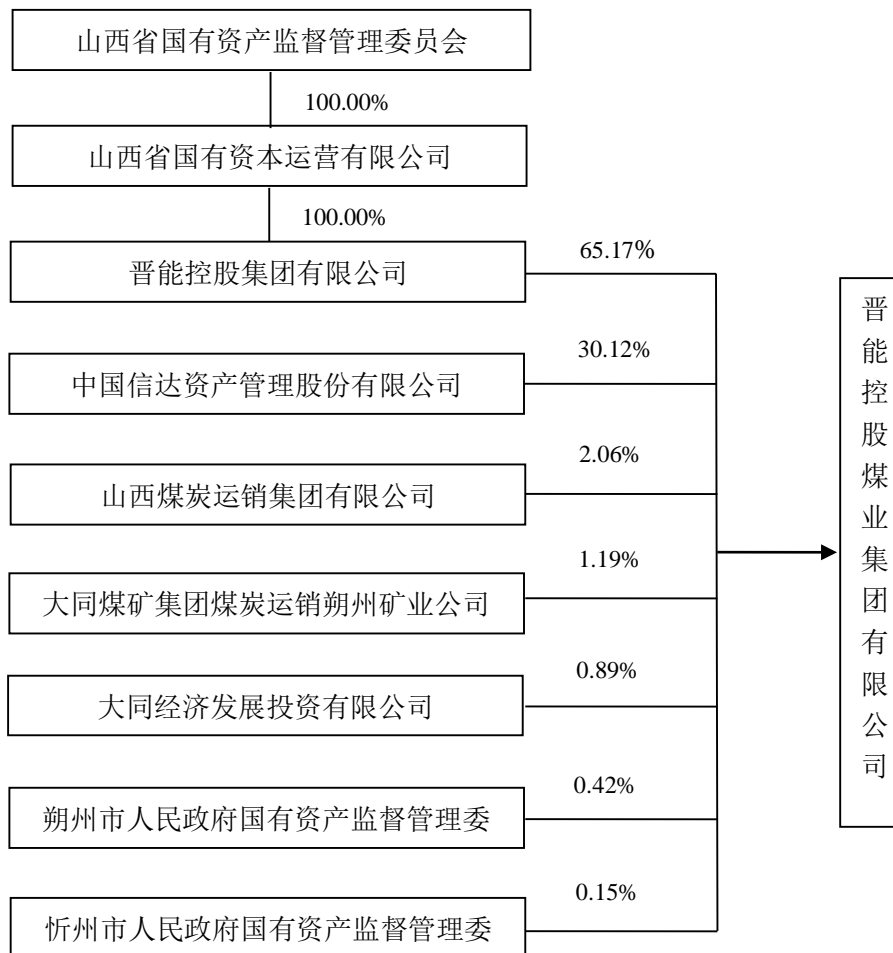 山西省国有资产监督管理委员会
100.00%
山西省国有资本运营有限公司
100.00%
晋能控股集团有限公司
65.17%
中国信达资产管理股份有限公司
30.12%
山西煤炭运销集团有限公司
2.06%
大同煤矿集团煤炭运销朔州矿业公司
1.19%
大同经济发展投资有限公司
0.89%
朔州市人民政府国有资产监督管理委
0.42%
忻州市人民政府国有资产监督管理委
0.15%
晋能控股煤业集团有限公司